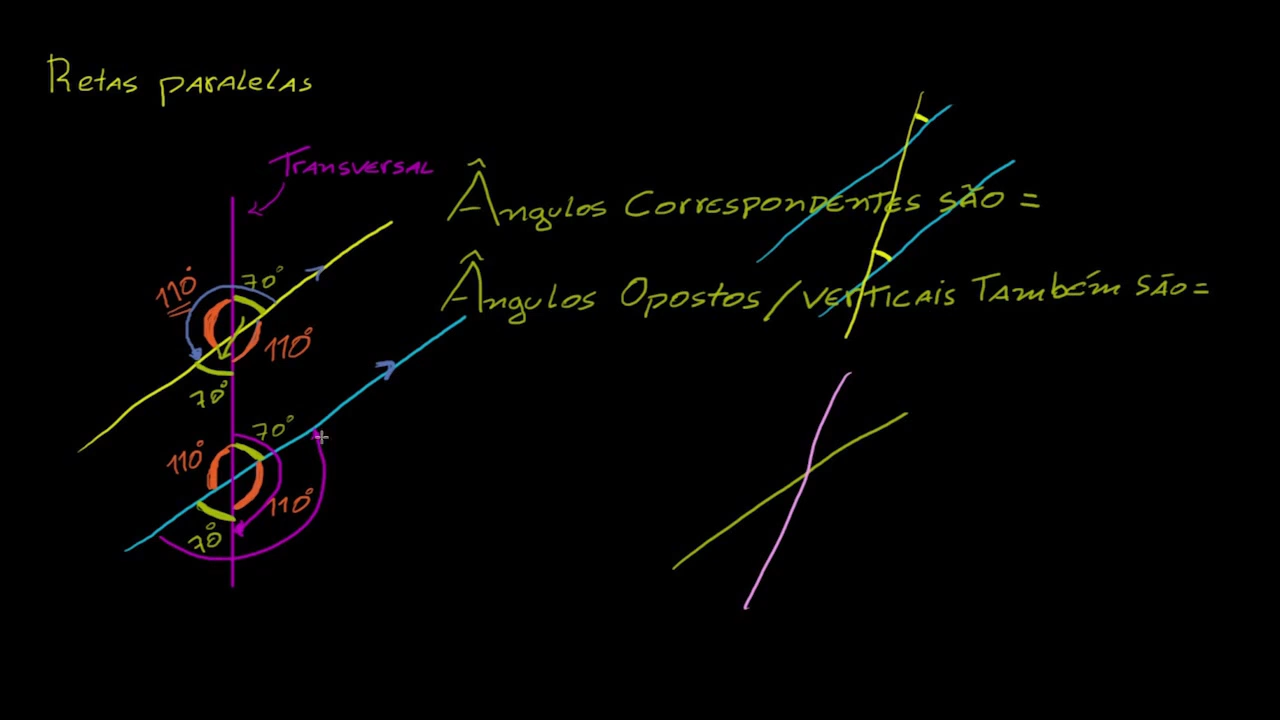 Retas paralelas
Transversal
Ângulos Correspondentes são =
Ângulos Opostos / verticais Também são =
110°
70°
110°
70°
70°
110°
110°
70°